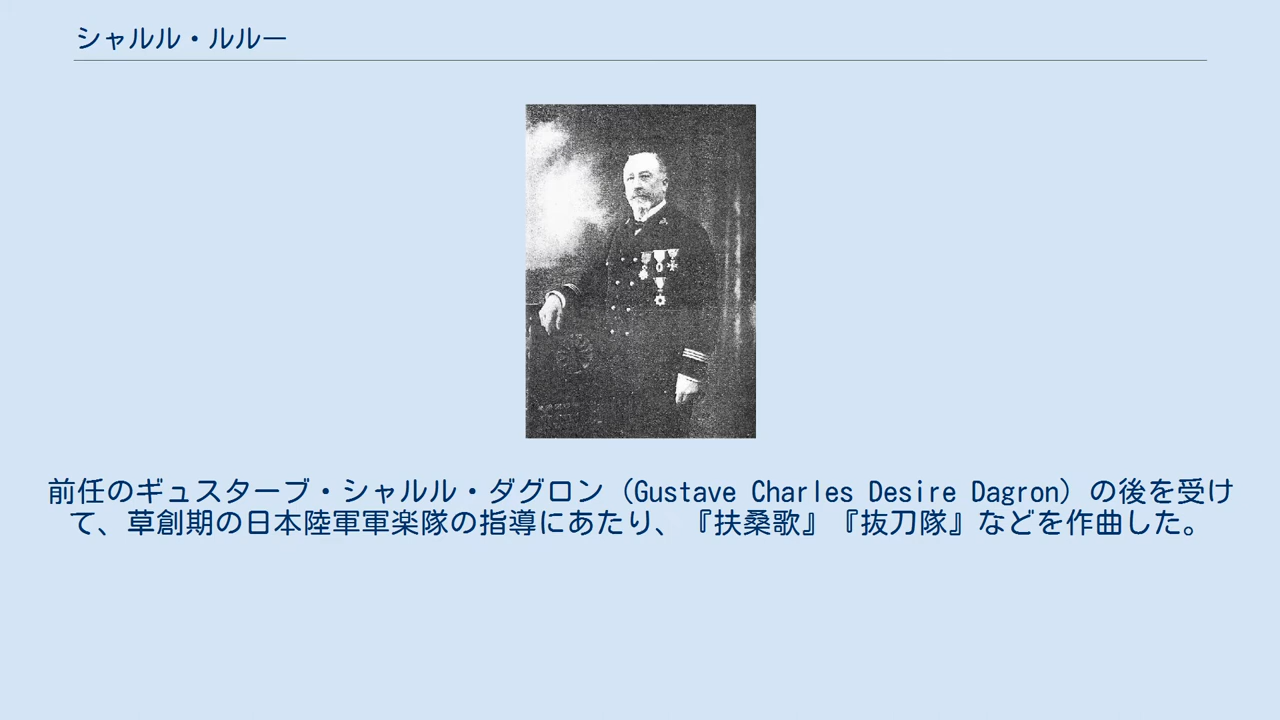 シャルル・ルルー
前任のギュスターブ・シャルル・ダグロン（Gustave Charles Desire Dagron）の後を受け
て、草創期の日本陸軍軍楽隊の指導にあたり、『扶桑歌』『抜刀隊』などを作曲した。